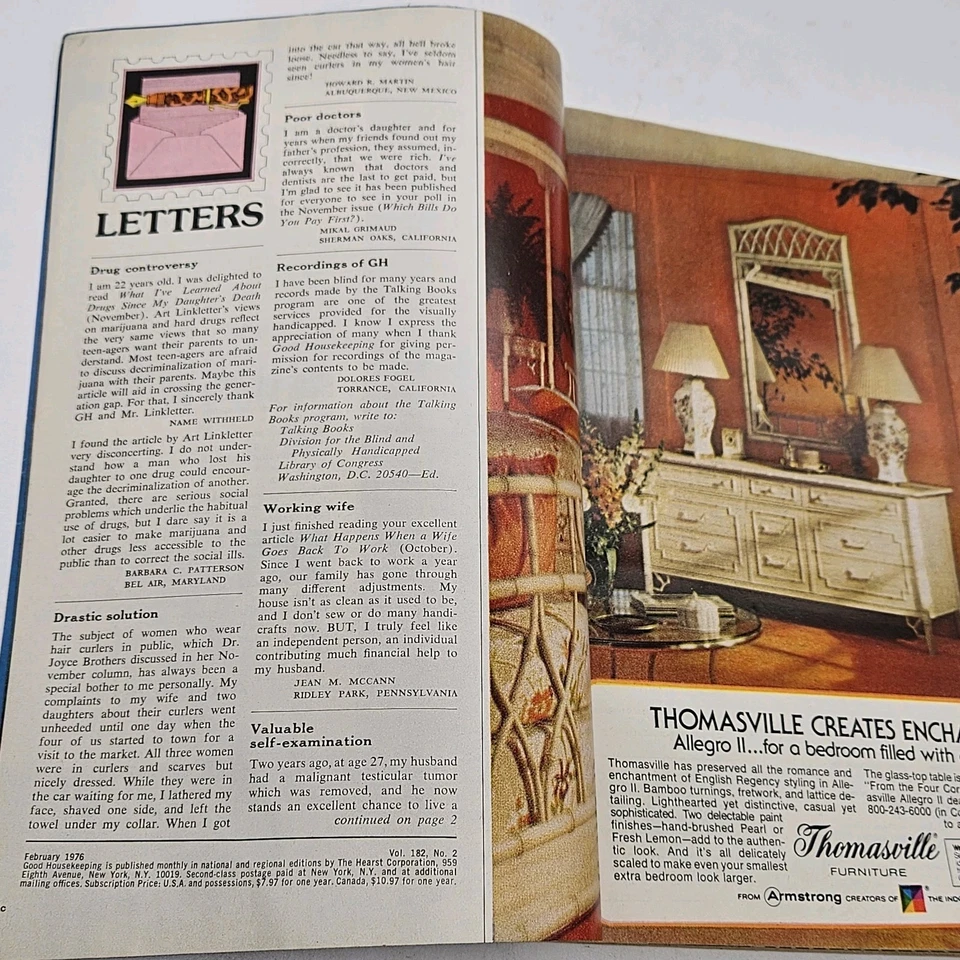 LETTERS
Drug controversy
I am 22 years old. I was delighted to
read What I've Learned About
Drugs Since My Daughter's Death
(November). Art Linkletter's views
on marijuana and hard drugs reflect
the very same views that so many
teen-agers want their parents to un-
derstand. Most teen-agers are afraid
to discuss decriminalization of mari-
juana with their parents. Maybe this
article will aid in crossing the gener-
ation gap. For that, I sincerely thank
GH and Mr. Linkletter.
NAME WITHHELD
I found the article by Art Linkletter
very disconcerting. I do not under-
stand how a man who lost his
daughter to one drug could encour-
age the decriminalization of another.
Granted, there are serious social
problems which underlie the habitual
use of drugs, but I dare say it is a
lot easier to make marijuana and
other drugs less accessible to the
public than to correct the social ills.
BARBARA C. PATTERSON
BEL AIR, MARYLAND
Drastic solution
The subject of women who wear
hair curlers in public, which Dr.
Joyce Brothers discussed in her No-
vember column, has always been a
special bother to me personally. My
complaints to my wife and two
daughters about their curlers went
unheeded until one day when the
four of us started to town for a
visit to the market. All three women
were in curlers and scarves but
nicely dressed. While they were in
the car waiting for me, I lathered my
face, shaved one side, and left the
towel under my collar. When I got
into the car that way, all hell broke
loose. Needless to say, I've seldom
seen curlers in my women's hair
since!
HOWARD R. MARTIN
ALBUQUERQUE, NEW MEXICO
Poor doctors
I am a doctor's daughter and for
years when my friends found out my
father's profession, they assumed, in-
correctly, that we were rich. I've
always known that doctors and
dentists are the last to get paid, but
I'm glad to see it has been published
for everyone to see in your poll in
the November issue (Which Bills Do
You Pay First?).
MIKAL GRIMAUD
SHERMAN OAKS, CALIFORNIA
Recordings of GH
I have been blind for many years and
records made by the Talking Books
program are one of the greatest
services provided for the visually
handicapped. I know I express the
appreciation of many when I thank
Good Housekeeping for giving per-
mission for recordings of the maga-
zine's contents to be made.
DOLORES FOGEL
TORRANCE, CALIFORNIA
For information about the Talking
Books program, write to:
Talking Books
Division for the Blind and
Physically Handicapped
Library of Congress
Washington, D.C. 20540—Ed.
Working wife
I just finished reading your excellent
article What Happens When a Wife
Goes Back To Work (October).
Since I went back to work a year
ago, our family has gone through
many different adjustments. My
house isn't as clean as it used to be,
and I don't sew or do many handi-
crafts now. BUT, I truly feel like
an independent person, an individual
contributing much financial help to
my husband.
JEAN M. MCCANN
RIDLEY PARK, PENNSYLVANIA
Valuable
self-examination
Two years ago, at age 27, my husband
had a malignant testicular tumor
which was removed, and he now
stands an excellent chance to live a
continued on page 2
February 1976 Vol. 182, No. 2
Good Housekeeping is published monthly in national and regional editions by The Hearst Corporation, 959
Eighth Avenue, New York, N.Y. 10019. Second-class postage paid at New York, N.Y. and at additional
mailing offices. Subscription Price: U.S.A. and possessions, $7.97 for one year. Canada, $10.97 for one year.
c
THOMASVILLE CREATES ENCHA
Allegro II...for a bedroom filled with
Thomasville has preserved all the romance and
enchantment of English Regency styling in Alle-
gro II. Bamboo turnings, fretwork, and lattice de-
tailing. Lighthearted yet distinctive, casual yet
sophisticated. Two delectable paint
finishes—hand-brushed Pearl or
Fresh Lemon—add to the authen-
tic look. And it's all delicately
scaled to make even your smallest
extra bedroom look larger.
The glass-top table is
"From the Four Cor
asville Allegro II dea
800-243-6000 (in Co
to a
Thomasville®
FURNITURE
FROM Armstrong CREATORS OF ® THE INDO